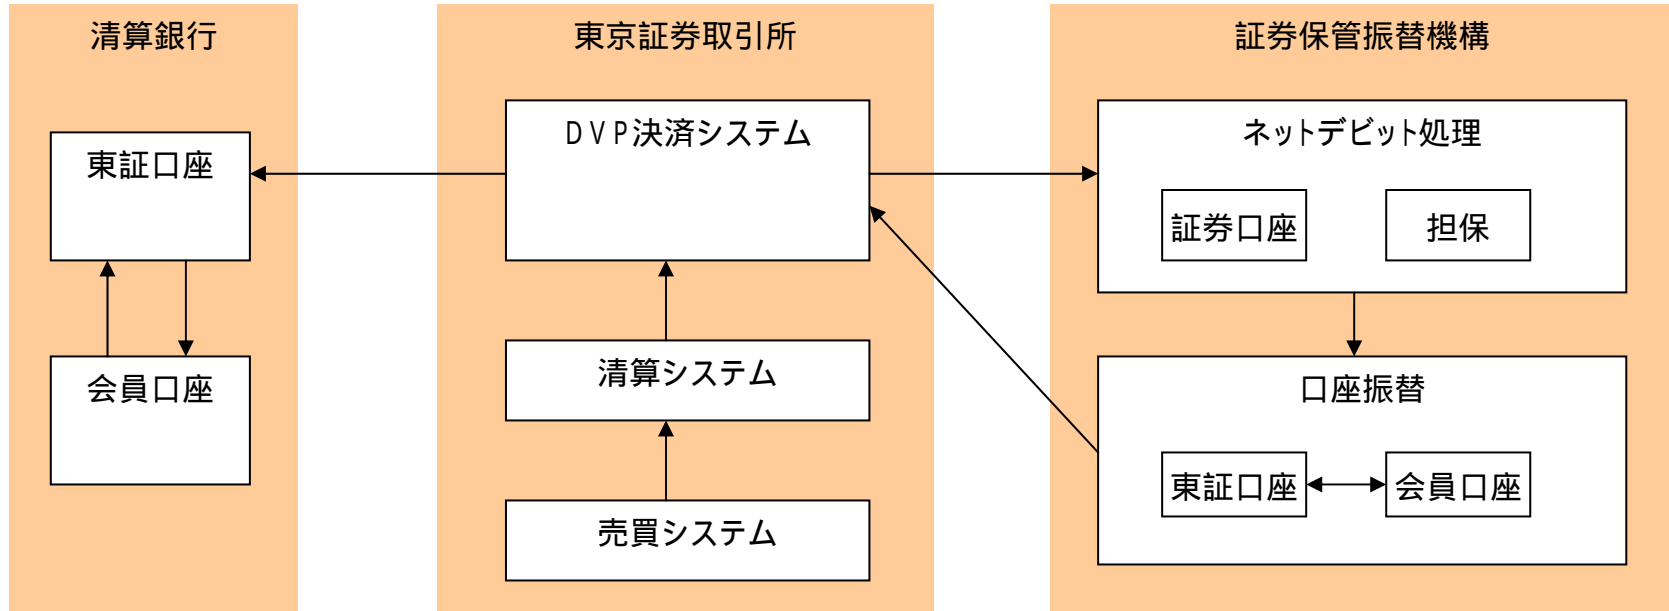 清算銀行
東証口座
会員口座
東京証券取引所
DVP決済システム
清算システム
売買システム
証券保管振替機構
ネットデビット処理
証券口座
担保
口座振替
東証口座
会員口座